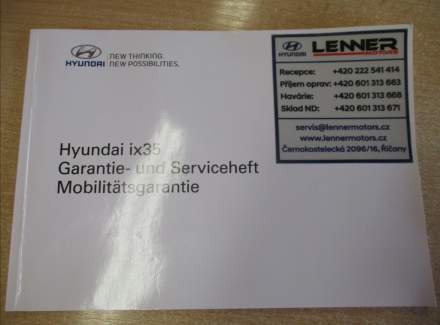 HYUNDAI
NEW THINKING.
NEW POSSIBILITIES.
Hyundai ix35
Garantie- und Serviceheft
Mobilitätsgarantie
HYUNDAI
LENNER
MOTORS
Recepce: +420 222 541 414
Příjem oprav: +420 601 313 663
Havárie: +420 601 313 668
Sklad ND: +420 601 313 671
servis@lennermotors.cz
www.lennermotors.cz
Černokostelecká 2096/16, Říčany